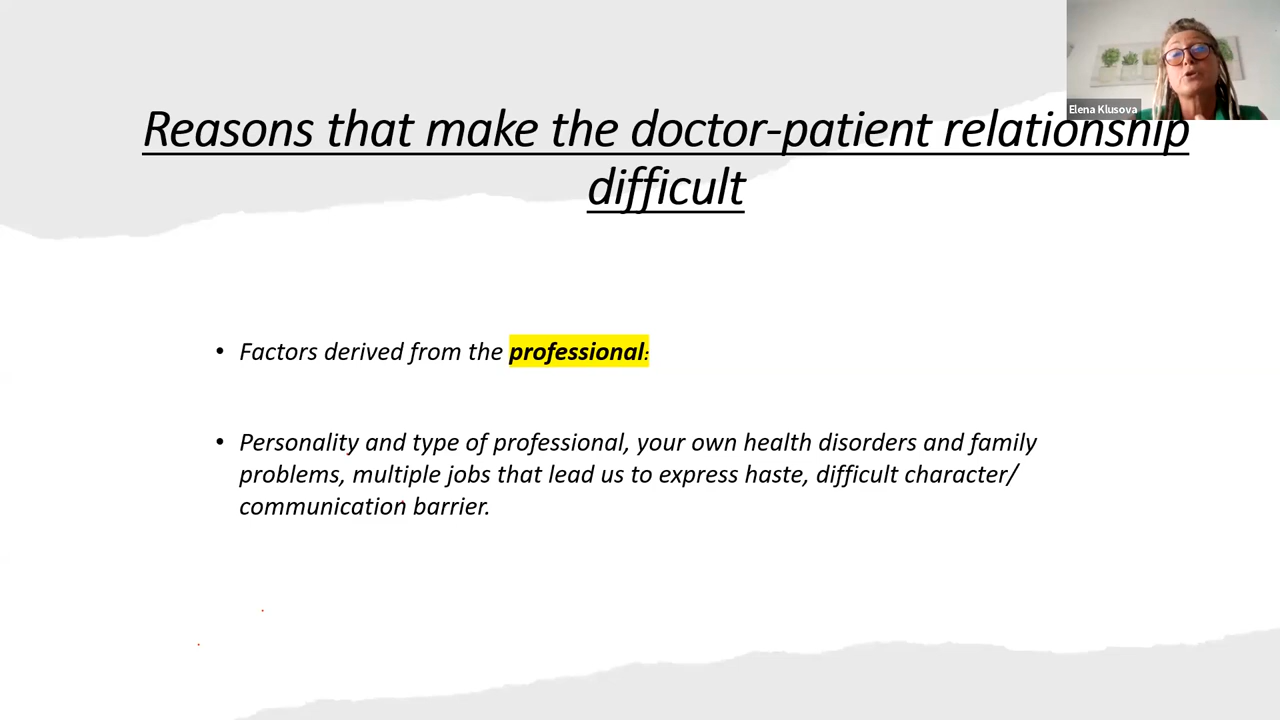 Elena Klusova
Reasons that make the doctor-patient relationship
difficult
• Factors derived from the professional:
• Personality and type of professional, your own health disorders and family
problems, multiple jobs that lead us to express haste, difficult character/
communication barrier.